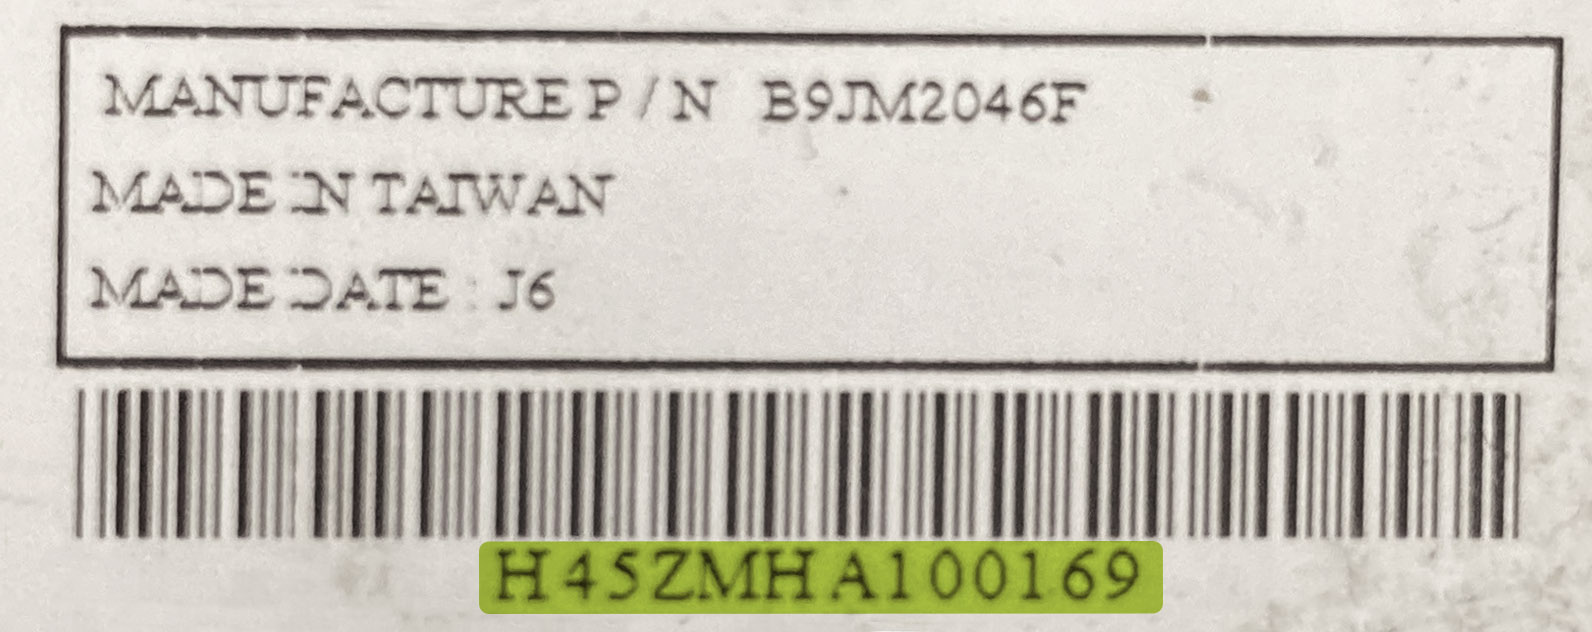 MANUFACTURE P/N B9JM2046F
MADE IN TAIWAN
MADE DATE : J6
H45ZMHA100169